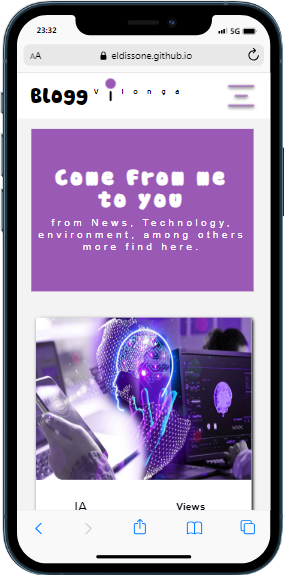 23:32
5G
AA
eldissone.github.io
Blogg Vilonga
Come from me
to you
from News, Technology,
environment, among others
more find here.
IA
Views